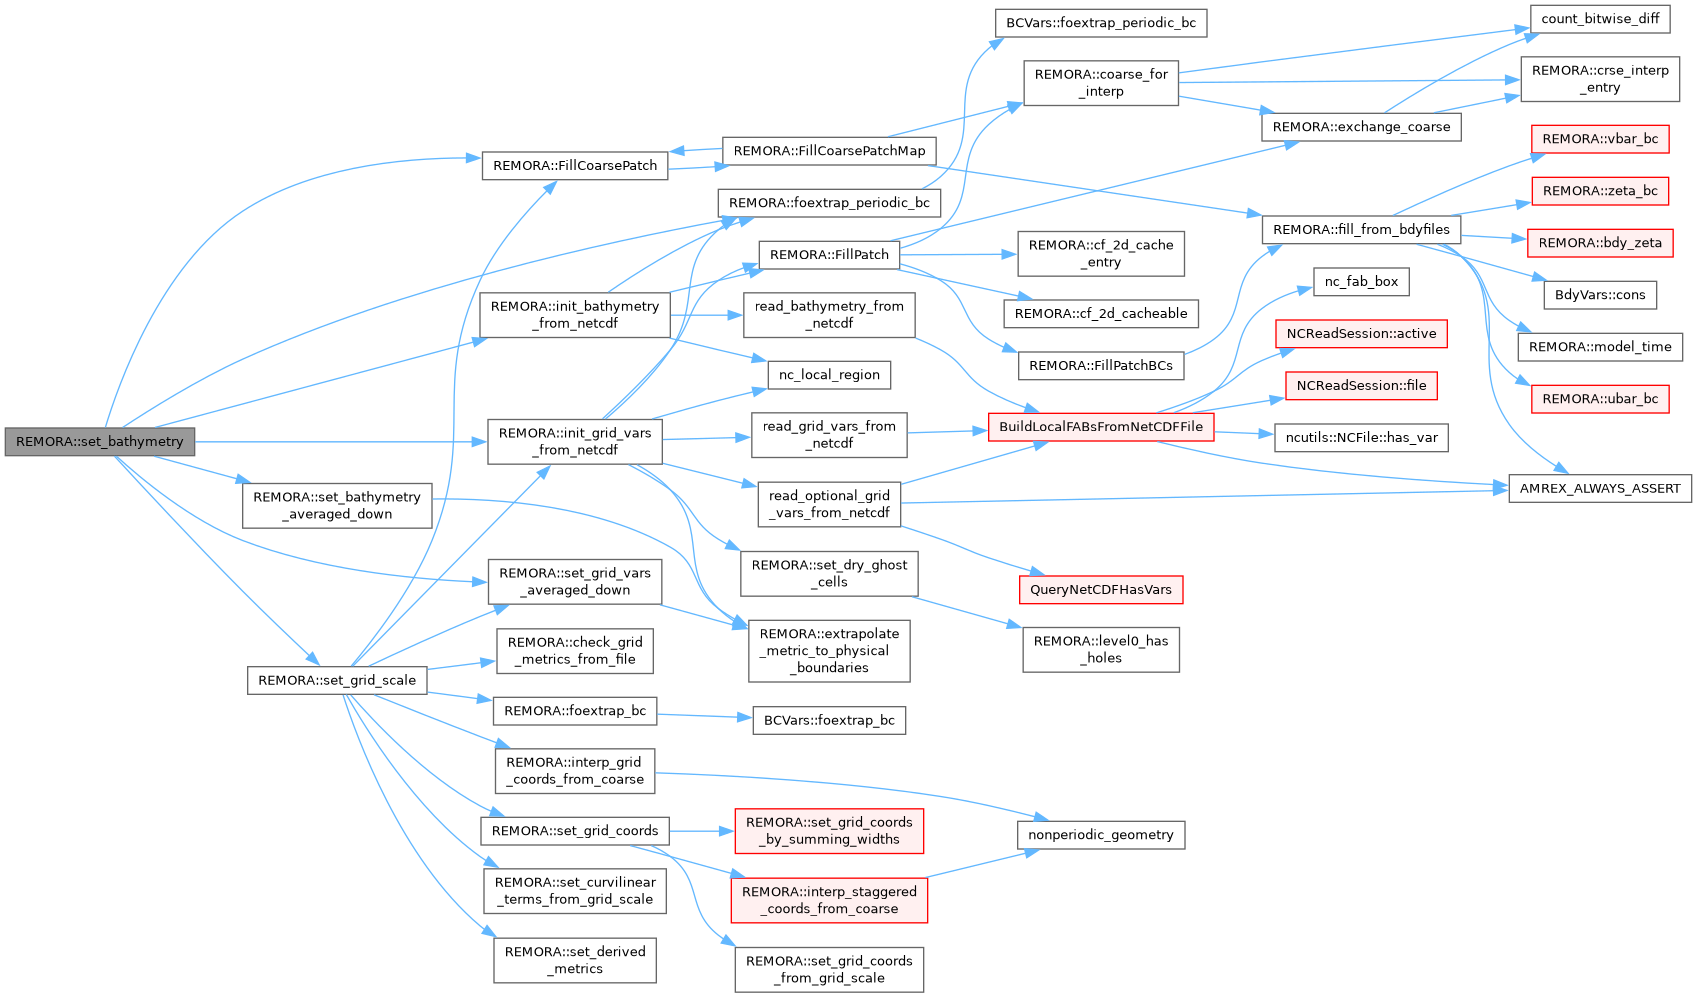 REMORA::set_bathymetry
REMORA::set_bathymetry
_averaged_down
REMORA::set_grid_scale
REMORA::FillCoarsePatch
REMORA::init_bathymetry
_from_netcdf
REMORA::init_grid_vars
_from_netcdf
REMORA::set_grid_vars
_averaged_down
REMORA::check_grid
_metrics_from_file
REMORA::foextrap_bc
REMORA::interp_grid
_coords_from_coarse
REMORA::set_grid_coords
REMORA::set_curvilinear
_terms_from_grid_scale
REMORA::set_derived
_metrics
REMORA::FillCoarsePatchMap
REMORA::foextrap_periodic_bc
REMORA::FillPatch
read_bathymetry_from
_netcdf
nc_local_region
read_grid_vars_from
_netcdf
read_optional_grid
_vars_from_netcdf
REMORA::set_dry_ghost
_cells
REMORA::extrapolate
_metric_to_physical
_boundaries
BCVars::foextrap_bc
REMORA::set_grid_coords
_by_summing_widths
REMORA::interp_staggered
_coords_from_coarse
REMORA::set_grid_coords
_from_grid_scale
BCVars::foextrap_periodic_bc
REMORA::coarse_for
_interp
REMORA::cf_2d_cache
_entry
REMORA::cf_2d_cacheable
REMORA::FillPatchBCs
BuildLocalFABsFromNetCDFFile
QueryNetCDFHasVars
REMORA::level0_has
_holes
nonperiodic_geometry
REMORA::exchange_coarse
REMORA::fill_from_bdyfiles
nc_fab_box
NCReadSession::active
NCReadSession::file
ncutils::NCFile::has_var
count_bitwise_diff
REMORA::crse_interp
_entry
REMORA::vbar_bc
REMORA::zeta_bc
REMORA::bdy_zeta
BdyVars::cons
REMORA::model_time
REMORA::ubar_bc
AMREX_ALWAYS_ASSERT